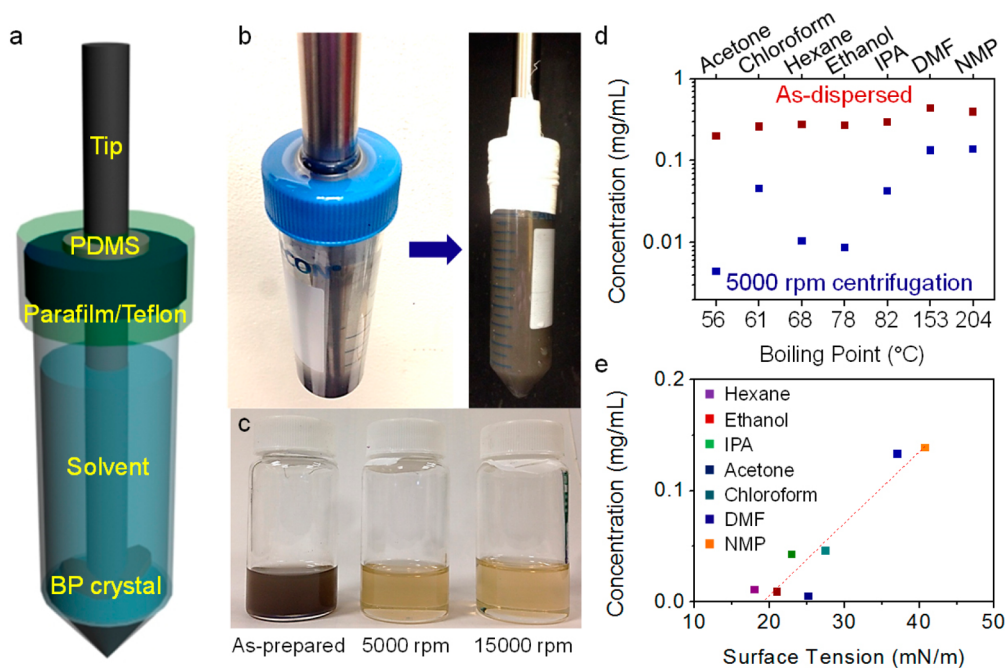 a
Tip
PDMS
Parafilm/Teflon
Solvent
BP crystal
b
CON®
c
As-prepared
5000 rpm
15000 rpm
d
Acetone
Chloroform
Hexane
Ethanol
IPA
DMF
NMP
Concentration (mg/mL)
1
0.1
0.01
As-dispersed
5000 rpm centrifugation
56 61 68 78 82 153 204
Boiling Point (°C)
e
Concentration (mg/mL)
0.2
0.1
0.0
Hexane
Ethanol
IPA
Acetone
Chloroform
DMF
NMP
10 20 30 40 50
Surface Tension (mN/m)